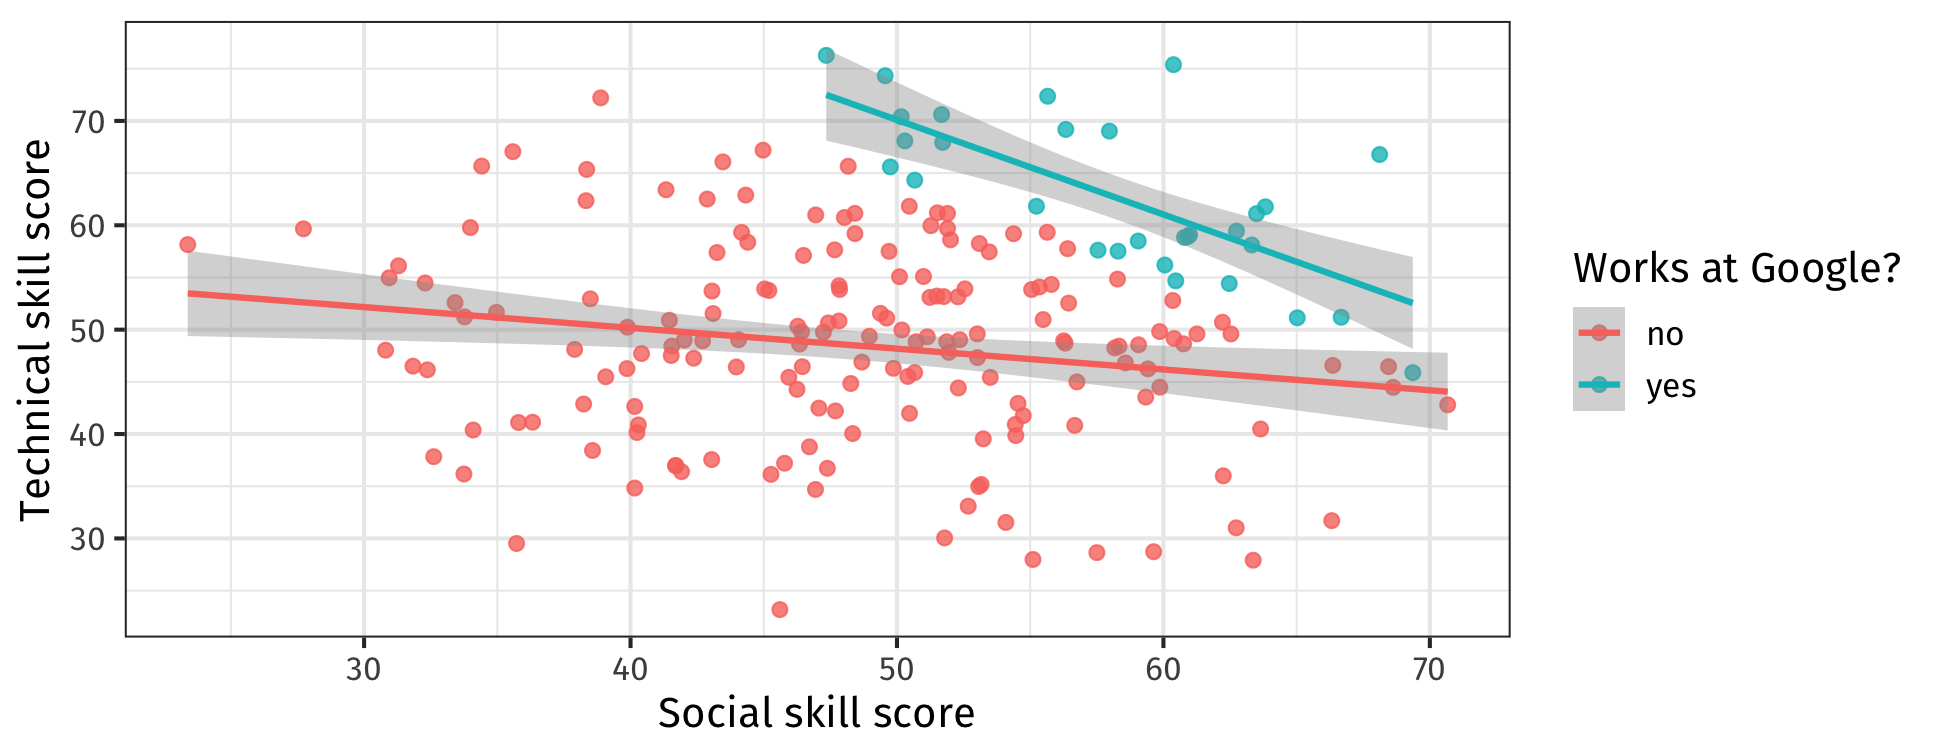 Technical skill score
70
60
50
40
30
30 40 50 60 70
Social skill score
Works at Google?
no
yes